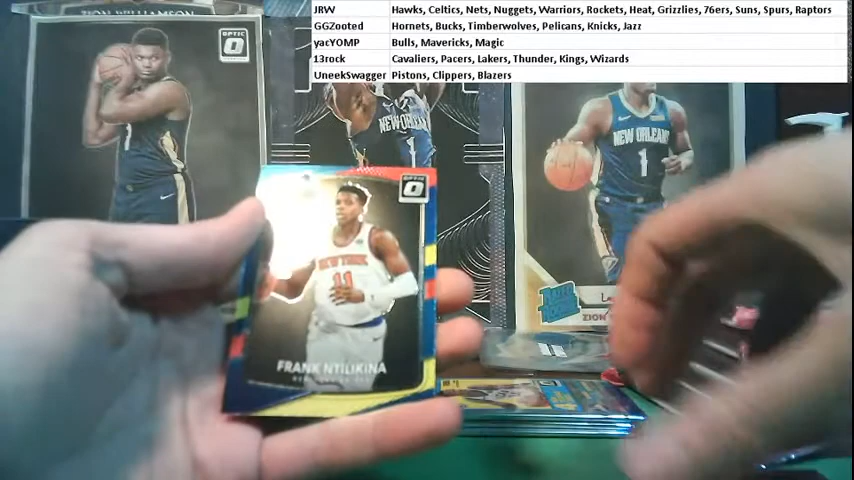 JRW Hawks, Celtics, Nets, Nuggets, Warriors, Rockets, Heat, Grizzlies, 76ers, Suns, Spurs, Raptors
GGZooted Hornets, Bucks, Timberwolves, Pelicans, Knicks, Jazz
yacYOMP Bulls, Mavericks, Magic
13rock Cavaliers, Pacers, Lakers, Thunder, Kings, Wizards
UneekSwagger Pistons, Clippers, Blazers
ZION WILLIAMSON
OPTIC
NEW ORLEANS
1
NEW ORLEANS
1
ZION
OPTIC
NEW YORK
11
FRANK NTILIKINA